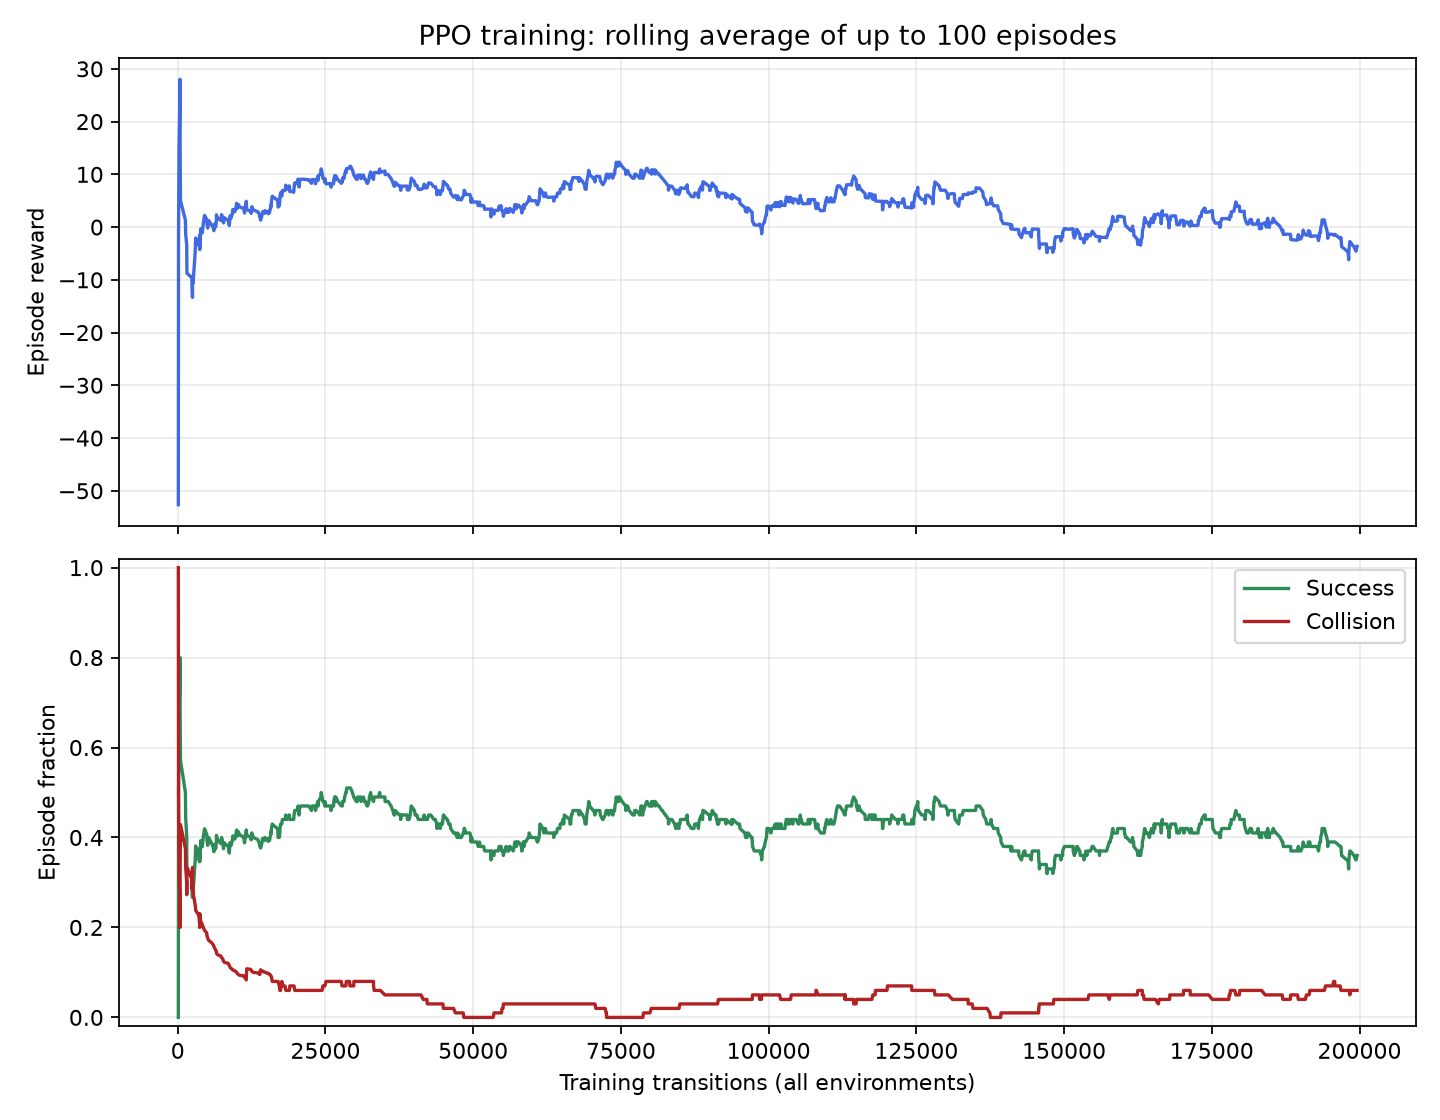 PPO training: rolling average of up to 100 episodes
30
20
10
0
−10
−20
−30
−40
−50
Episode reward
1.0
0.8
0.6
0.4
0.2
0.0
Episode fraction
Success
Collision
0 25000 50000 75000 100000 125000 150000 175000 200000
Training transitions (all environments)